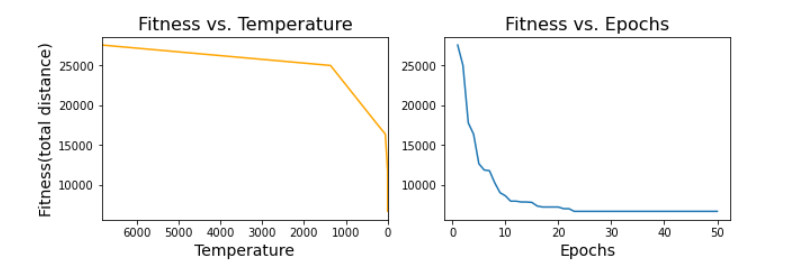 Fitness vs. Temperature
Fitness(total distance)
25000
20000
15000
10000
6000 5000 4000 3000 2000 1000 0
Temperature
Fitness vs. Epochs
25000
20000
15000
10000
0 10 20 30 40 50
Epochs